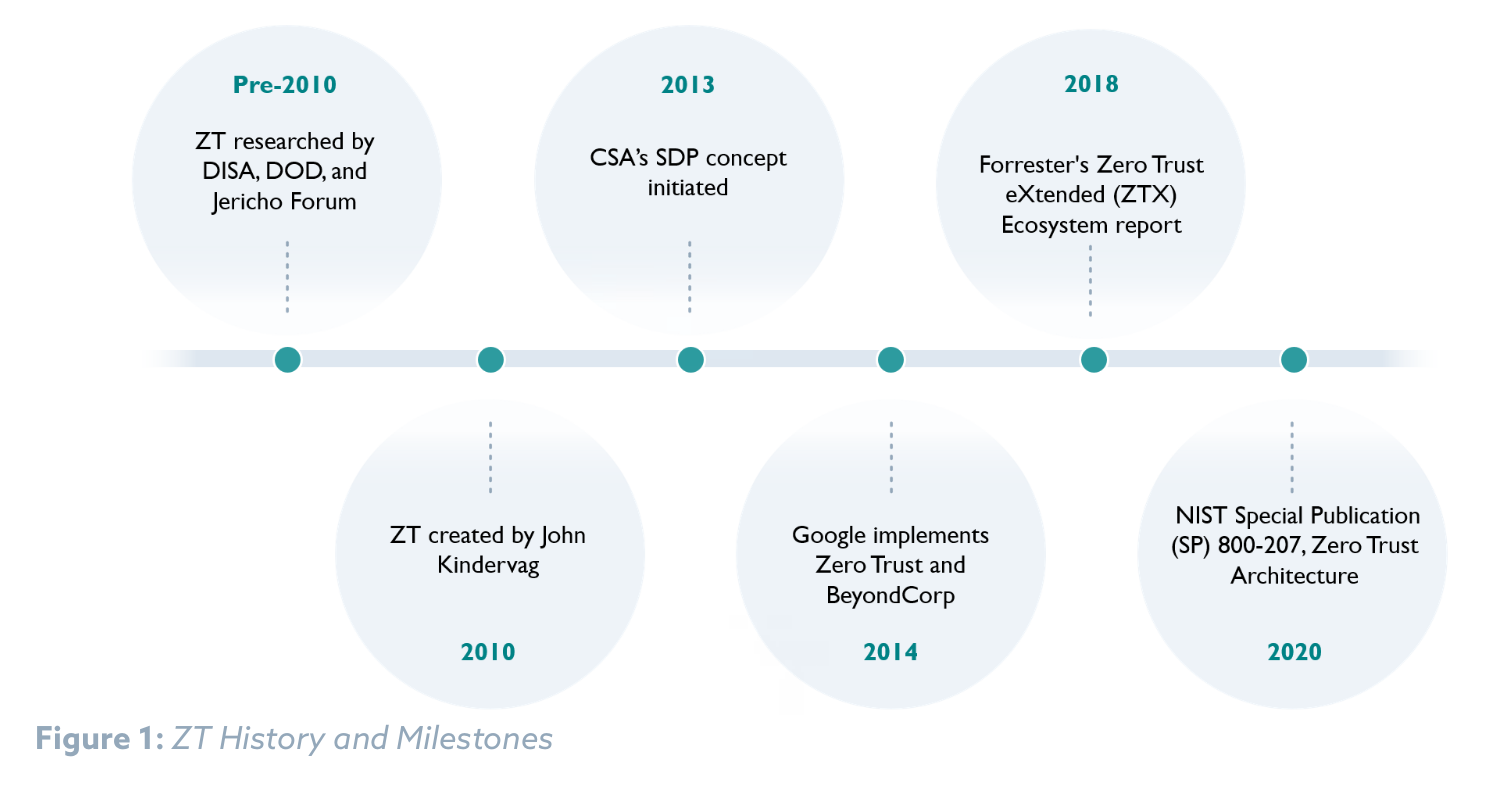 Pre-2010
ZT researched by
DISA, DOD, and
Jericho Forum
2013
CSA's SDP concept
initiated
2018
Forrester's Zero Trust
eXtended (ZTX)
Ecosystem report
ZT created by John
Kindervag
2010
Google implements
Zero Trust and
BeyondCorp
2014
NIST Special Publication
(SP) 800-207, Zero Trust
Architecture
2020
Figure 1: ZT History and Milestones